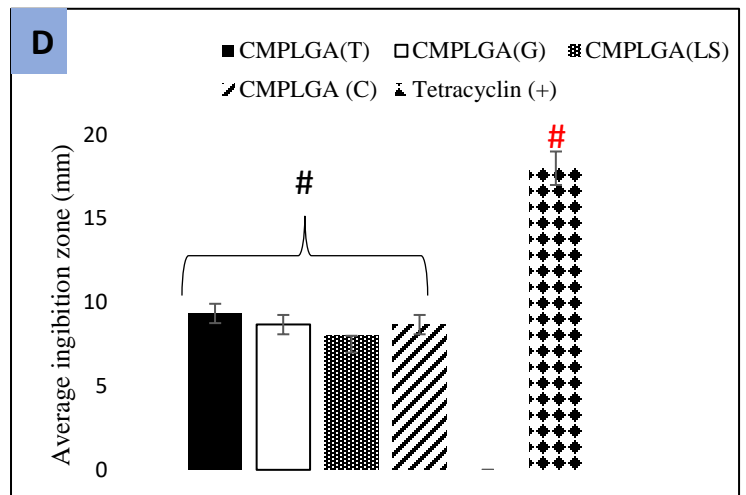 D
CMPLGA(T) CMPLGA(G) CMPLGA(LS)
CMPLGA (C) Tetracyclin (+)
Average ingibition zone (mm)
20
15
10
5
0
#
#